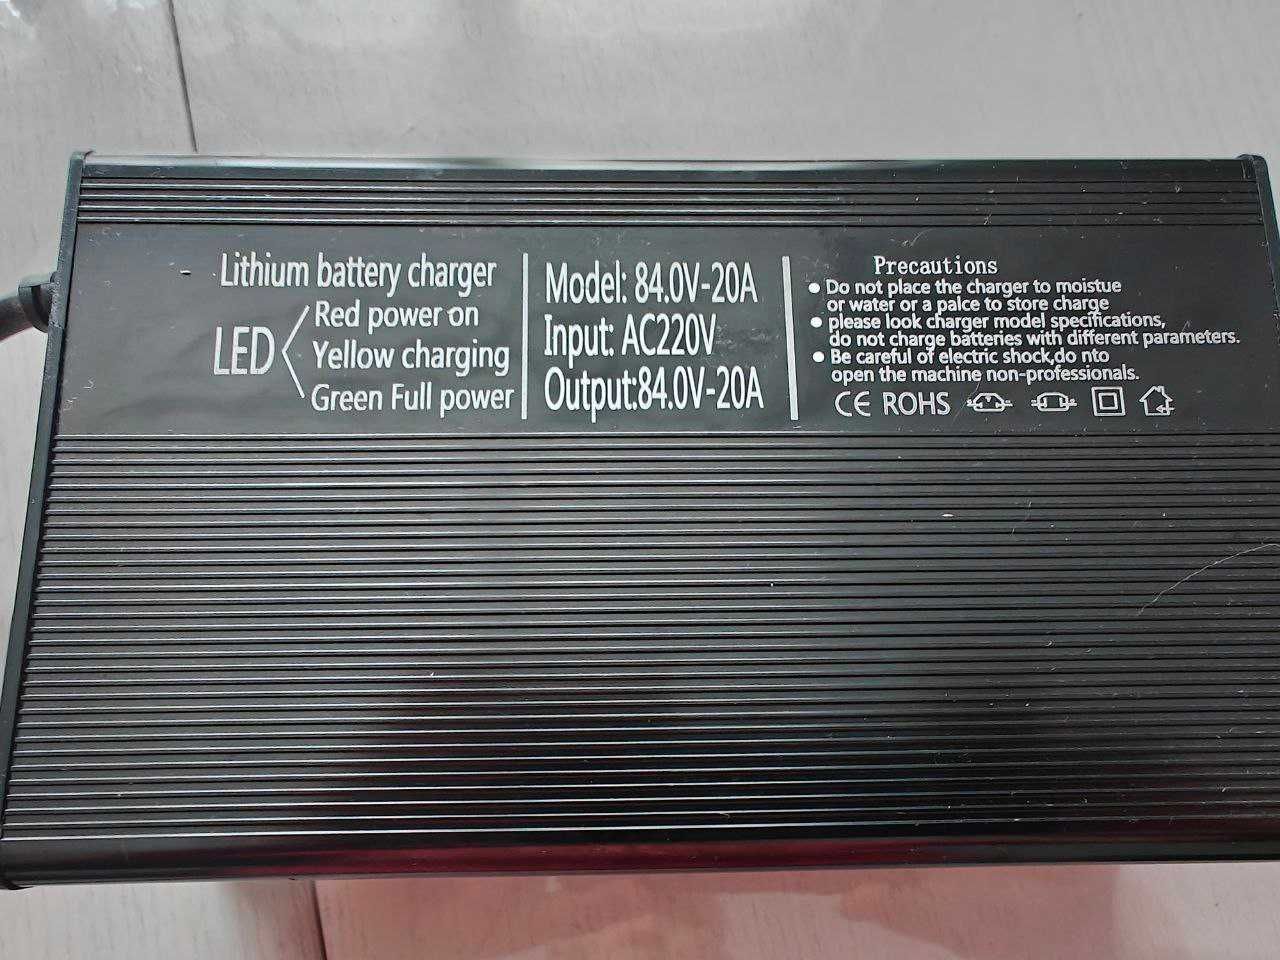 Lithium battery charger
LED
Red power on
Yellow charging
Green Full power
Model: 84.0V-20A
Input: AC220V
Output:84.0V-20A
Precautions
● Do not place the charger to moistue
or water or a palce to store charge
● please look charger model specifications,
do not charge batteries with different parameters.
● Be careful of electric shock,do nto
open the machine non-professionals.
CE ROHS